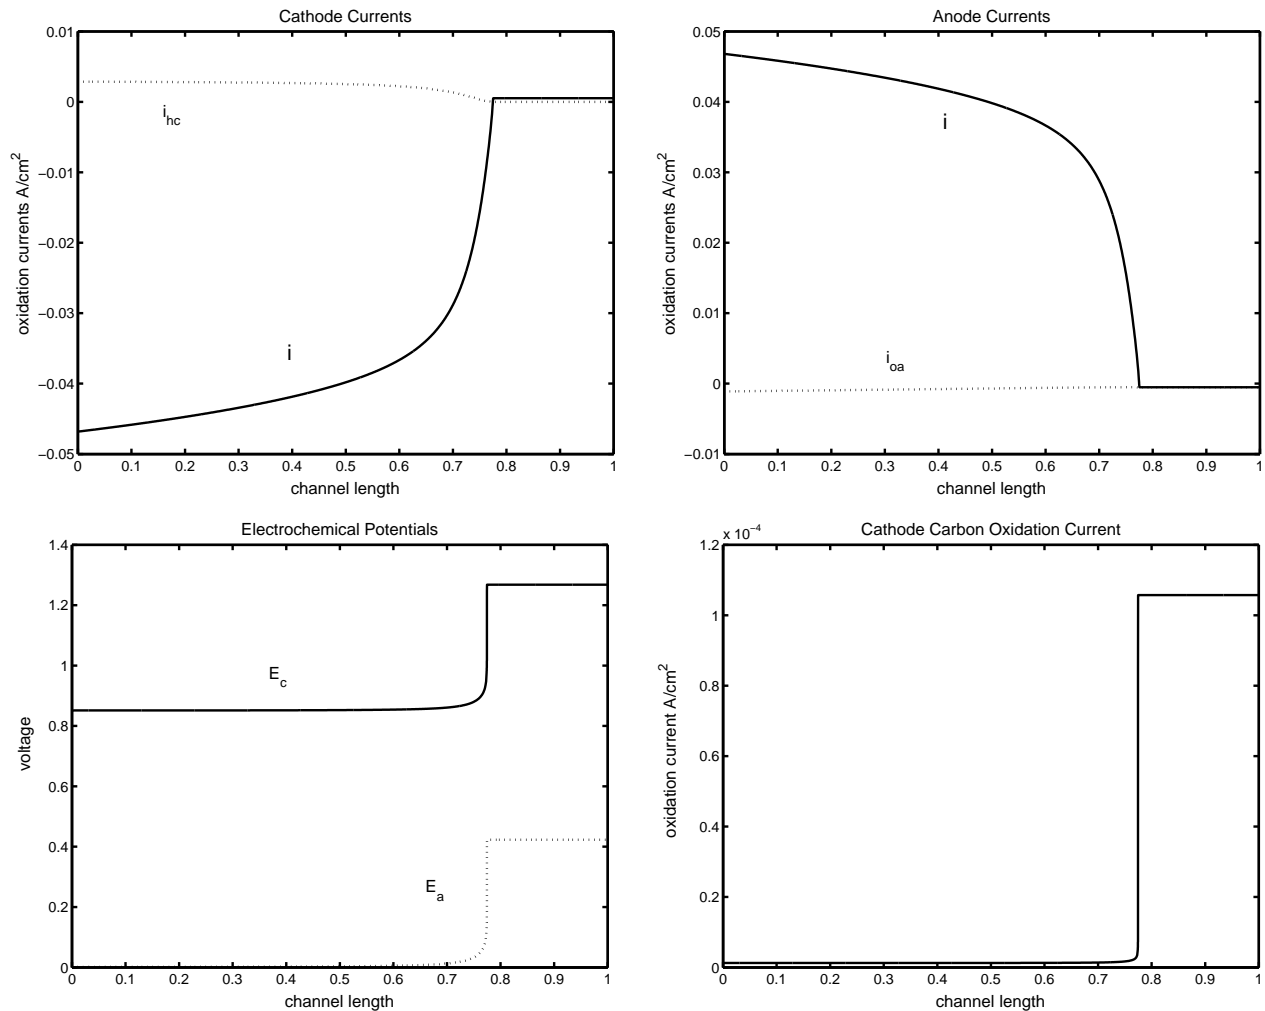 Cathode Currents
0.01
0
−0.01
−0.02
−0.03
−0.04
−0.05
oxidation currents A/cm²
i_hc
i
0 0.1 0.2 0.3 0.4 0.5 0.6 0.7 0.8 0.9 1
channel length
Anode Currents
0.05
0.04
0.03
0.02
0.01
0
−0.01
oxidation currents A/cm²
i
i_oa
0 0.1 0.2 0.3 0.4 0.5 0.6 0.7 0.8 0.9 1
channel length
Electrochemical Potentials
1.4
1.2
1
0.8
0.6
0.4
0.2
0
voltage
E_c
E_a
0 0.1 0.2 0.3 0.4 0.5 0.6 0.7 0.8 0.9 1
channel length
Cathode Carbon Oxidation Current
x 10⁻⁴
1.2
1
0.8
0.6
0.4
0.2
0
oxidation current A/cm²
0 0.1 0.2 0.3 0.4 0.5 0.6 0.7 0.8 0.9 1
channel length